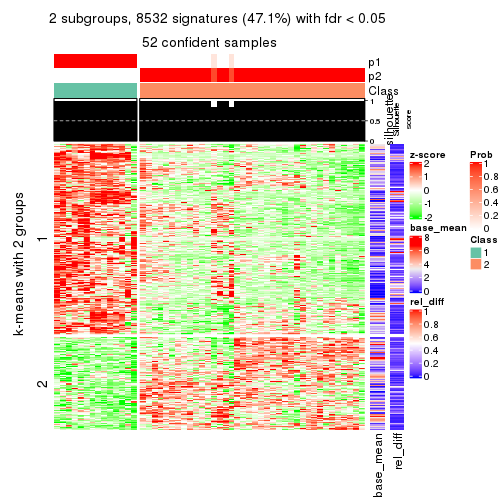 2 subgroups, 8532 signatures (47.1%) with fdr < 0.05
52 confident samples
p1
p2
Class
1
0.5
0
silhouette
Silhouette
score
k-means with 2 groups
1
2
base_mean
rel_diff
z-score
2
1
0
-1
-2
base_mean
8
6
4
2
0
rel_diff
1
0.8
0.6
0.4
0.2
0
Prob
1
0.8
0.6
0.4
0.2
0
Class
1
2